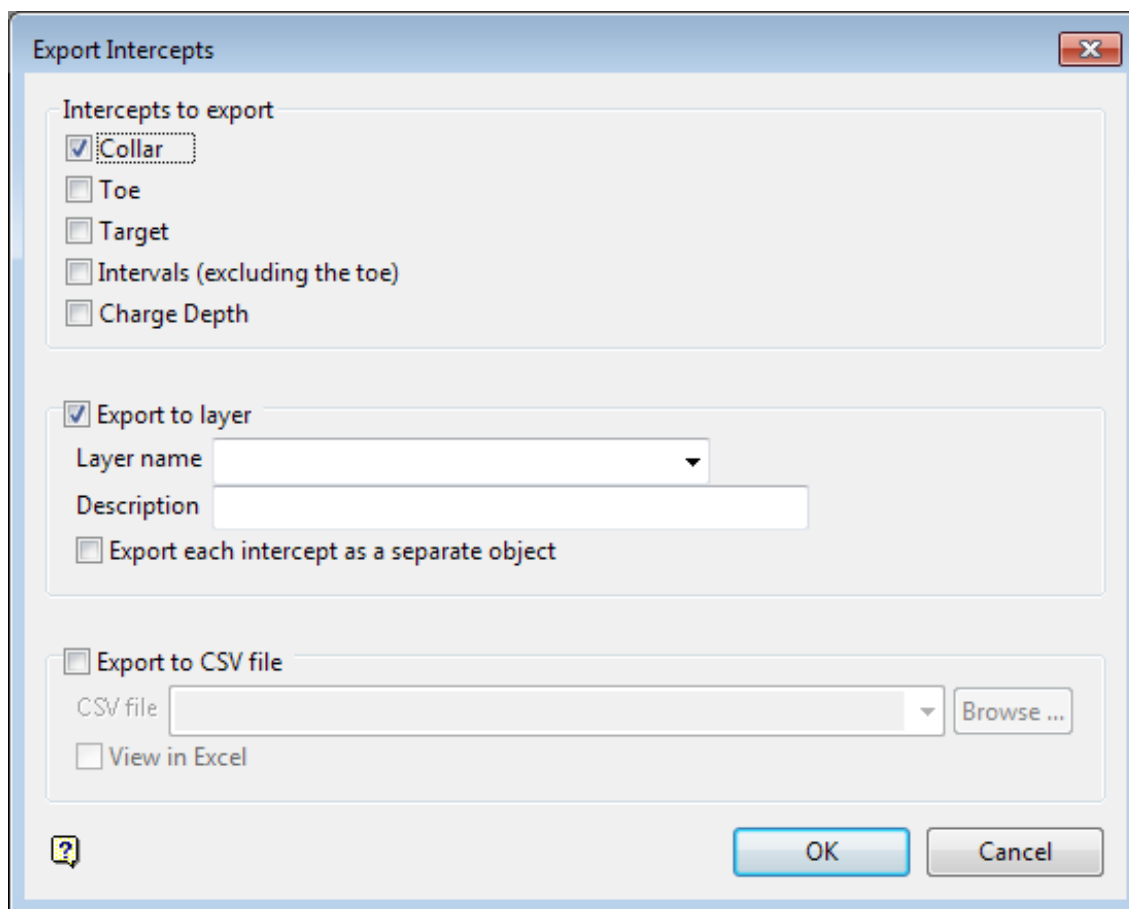 Export Intercepts
Intercepts to export
Collar
Toe
Target
Intervals (excluding the toe)
Charge Depth
Export to layer
Layer name
Description
Export each intercept as a separate object
Export to CSV file
CSV file
Browse ...
View in Excel
?
OK
Cancel